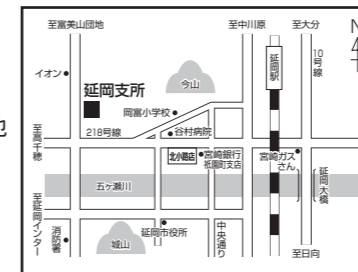 至富美山団地
至中川原
至大分
イオン
今山
延岡駅
10号線
延岡支所
岡富小学校
218号線
谷村病院
至高千穂
北小路店
宮崎銀行
祇園町支店
宮崎ガス
さん
五ヶ瀬川
延岡大橋
至延岡インター
消防署
延岡市役所
城山
中央通り
至日向